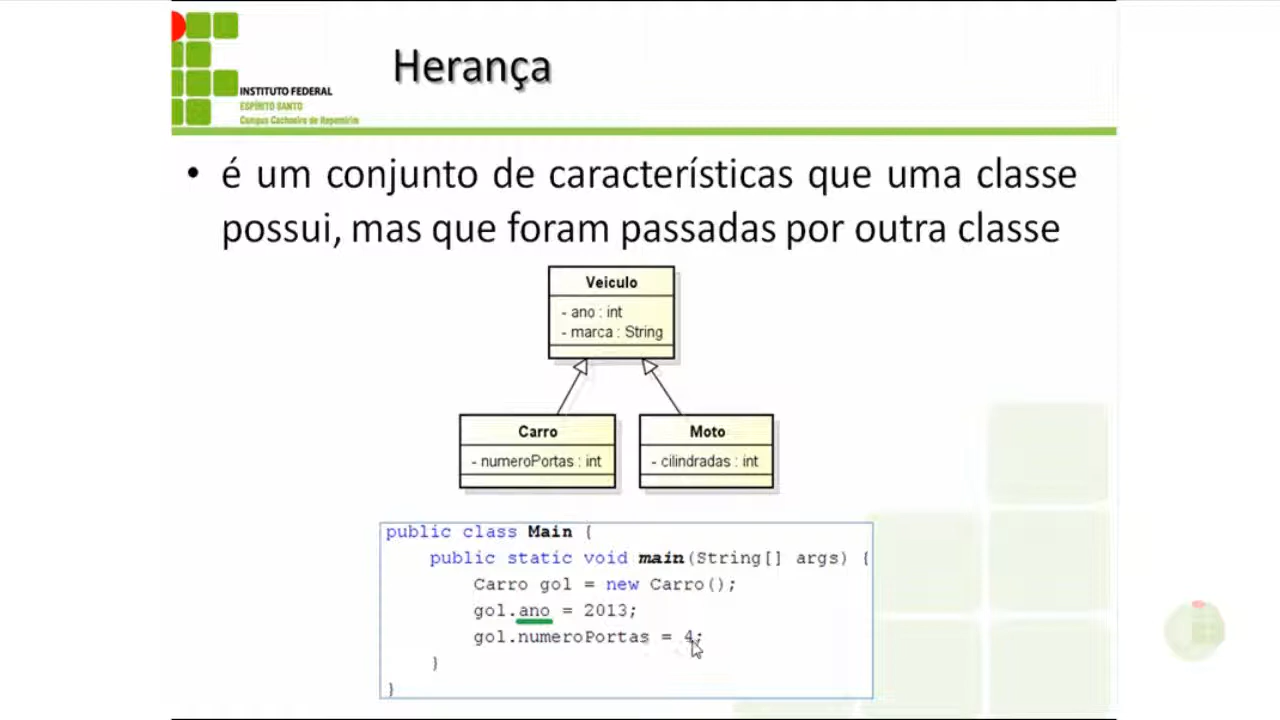 INSTITUTO FEDERAL
ESPÍRITO SANTO
Campus Cachoeiro de Itapemirim
Herança
• é um conjunto de características que uma classe
possui, mas que foram passadas por outra classe
Veiculo
- ano : int
- marca : String
Carro
- numeroPortas : int
Moto
- cilindradas : int
public class Main {
public static void main(String[] args) {
Carro gol = new Carro();
gol.ano = 2013;
gol.numeroPortas = 4;
}
}